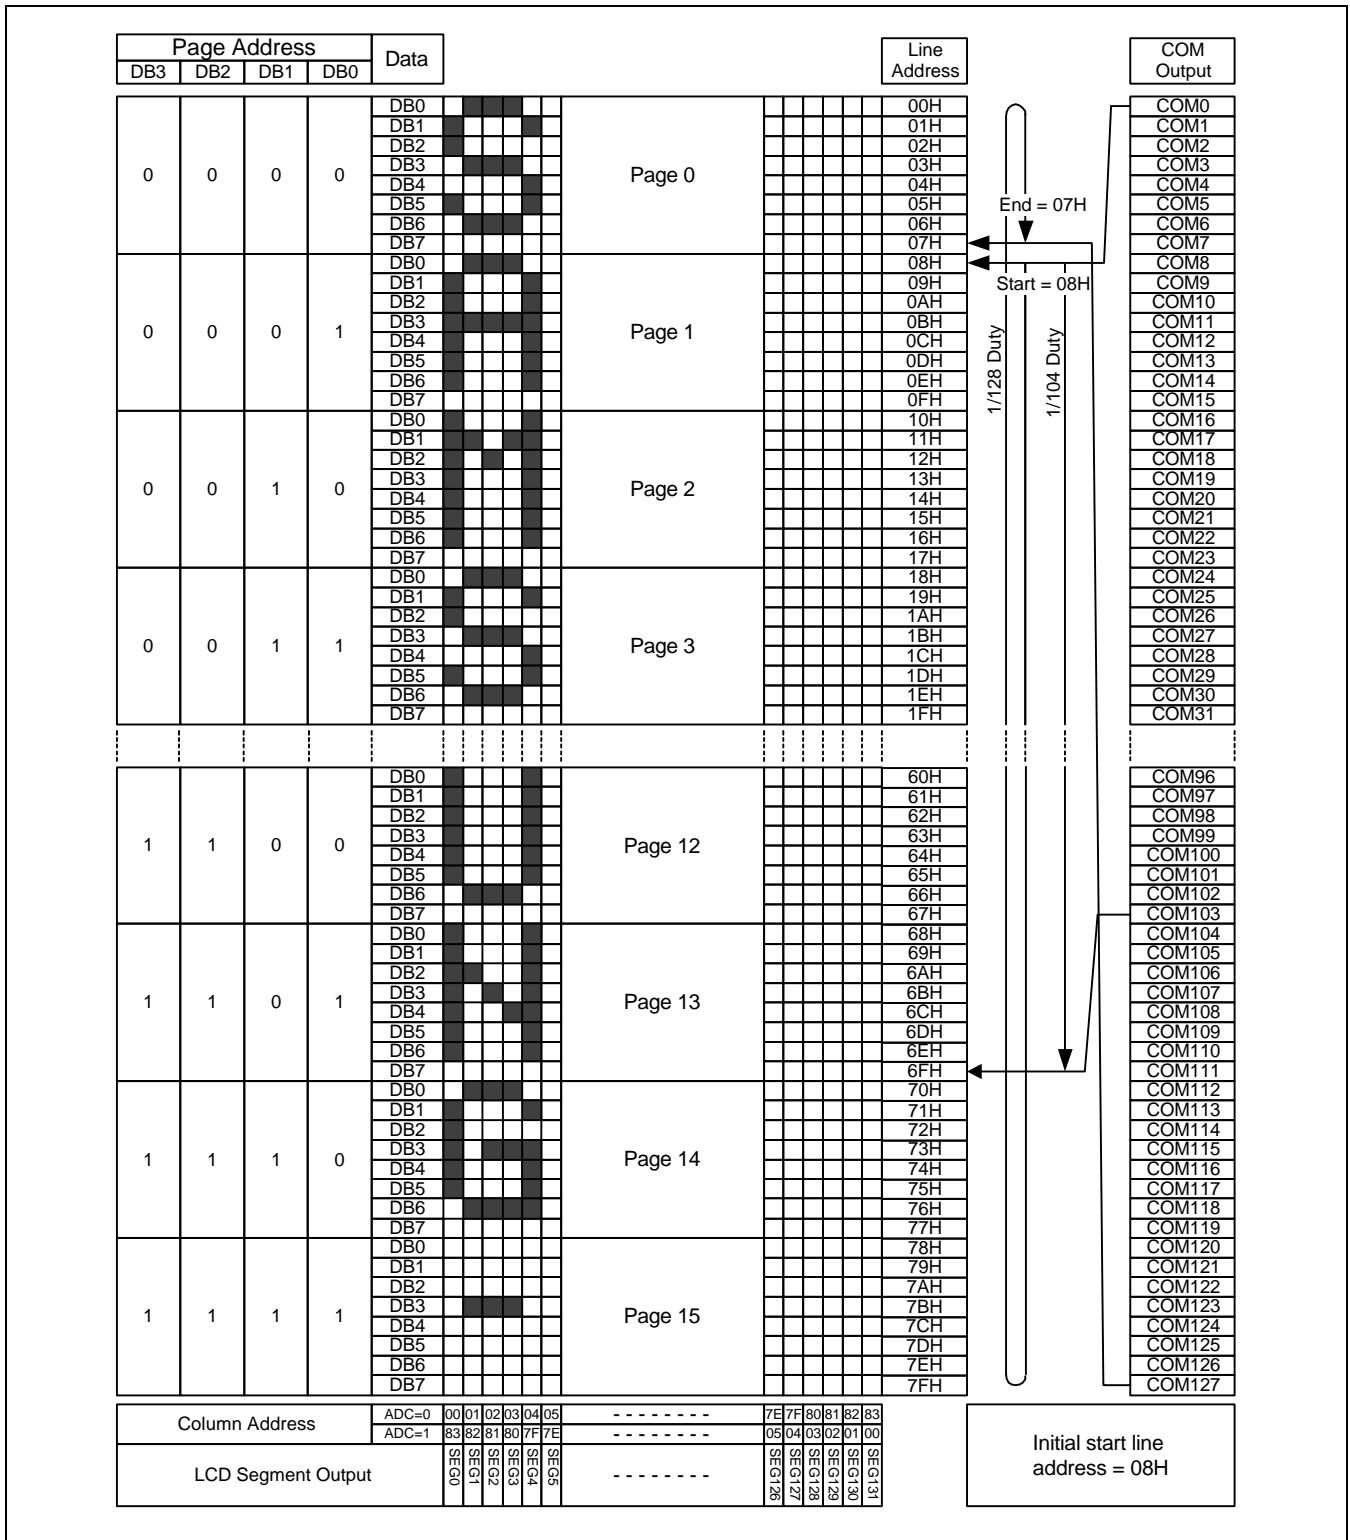 Page Address Data Line Address COM Output
DB3 DB2 DB1 DB0
DB0 00H COM0
DB1 01H COM1
DB2 02H COM2
DB3 03H COM3
0 0 0 0 DB4 Page 0 04H COM4
DB5 05H COM5
End = 07H
DB6 06H COM6
DB7 07H COM7
DB0 08H COM8
Start = 08H
DB1 09H COM9
DB2 0AH COM10
DB3 0BH COM11
0 0 0 1 DB4 Page 1 0CH COM12
DB5 0DH COM13
DB6 0EH COM14
DB7 0FH COM15
1/128 Duty
1/104 Duty
DB0 10H COM16
DB1 11H COM17
DB2 12H COM18
DB3 13H COM19
0 0 1 0 DB4 Page 2 14H COM20
DB5 15H COM21
DB6 16H COM22
DB7 17H COM23
DB0 18H COM24
DB1 19H COM25
DB2 1AH COM26
DB3 1BH COM27
0 0 1 1 DB4 Page 3 1CH COM28
DB5 1DH COM29
DB6 1EH COM30
DB7 1FH COM31
DB0 60H COM96
DB1 61H COM97
DB2 62H COM98
DB3 63H COM99
1 1 0 0 DB4 Page 12 64H COM100
DB5 65H COM101
DB6 66H COM102
DB7 67H COM103
DB0 68H COM104
DB1 69H COM105
DB2 6AH COM106
DB3 6BH COM107
1 1 0 1 DB4 Page 13 6CH COM108
DB5 6DH COM109
DB6 6EH COM110
DB7 6FH COM111
DB0 70H COM112
DB1 71H COM113
DB2 72H COM114
DB3 73H COM115
1 1 1 0 DB4 Page 14 74H COM116
DB5 75H COM117
DB6 76H COM118
DB7 77H COM119
DB0 78H COM120
DB1 79H COM121
DB2 7AH COM122
DB3 7BH COM123
1 1 1 1 DB4 Page 15 7CH COM124
DB5 7DH COM125
DB6 7EH COM126
DB7 7FH COM127
Column Address ADC=0 00 01 02 03 04 05 - - - - - - - - 7E 7F 80 81 82 83
ADC=1 83 82 81 80 7F 7E - - - - - - - - 05 04 03 02 01 00
LCD Segment Output SEG0 SEG1 SEG2 SEG3 SEG4 SEG5 - - - - - - - - SEG126 SEG127 SEG128 SEG129 SEG130 SEG131
Initial start line
address = 08H